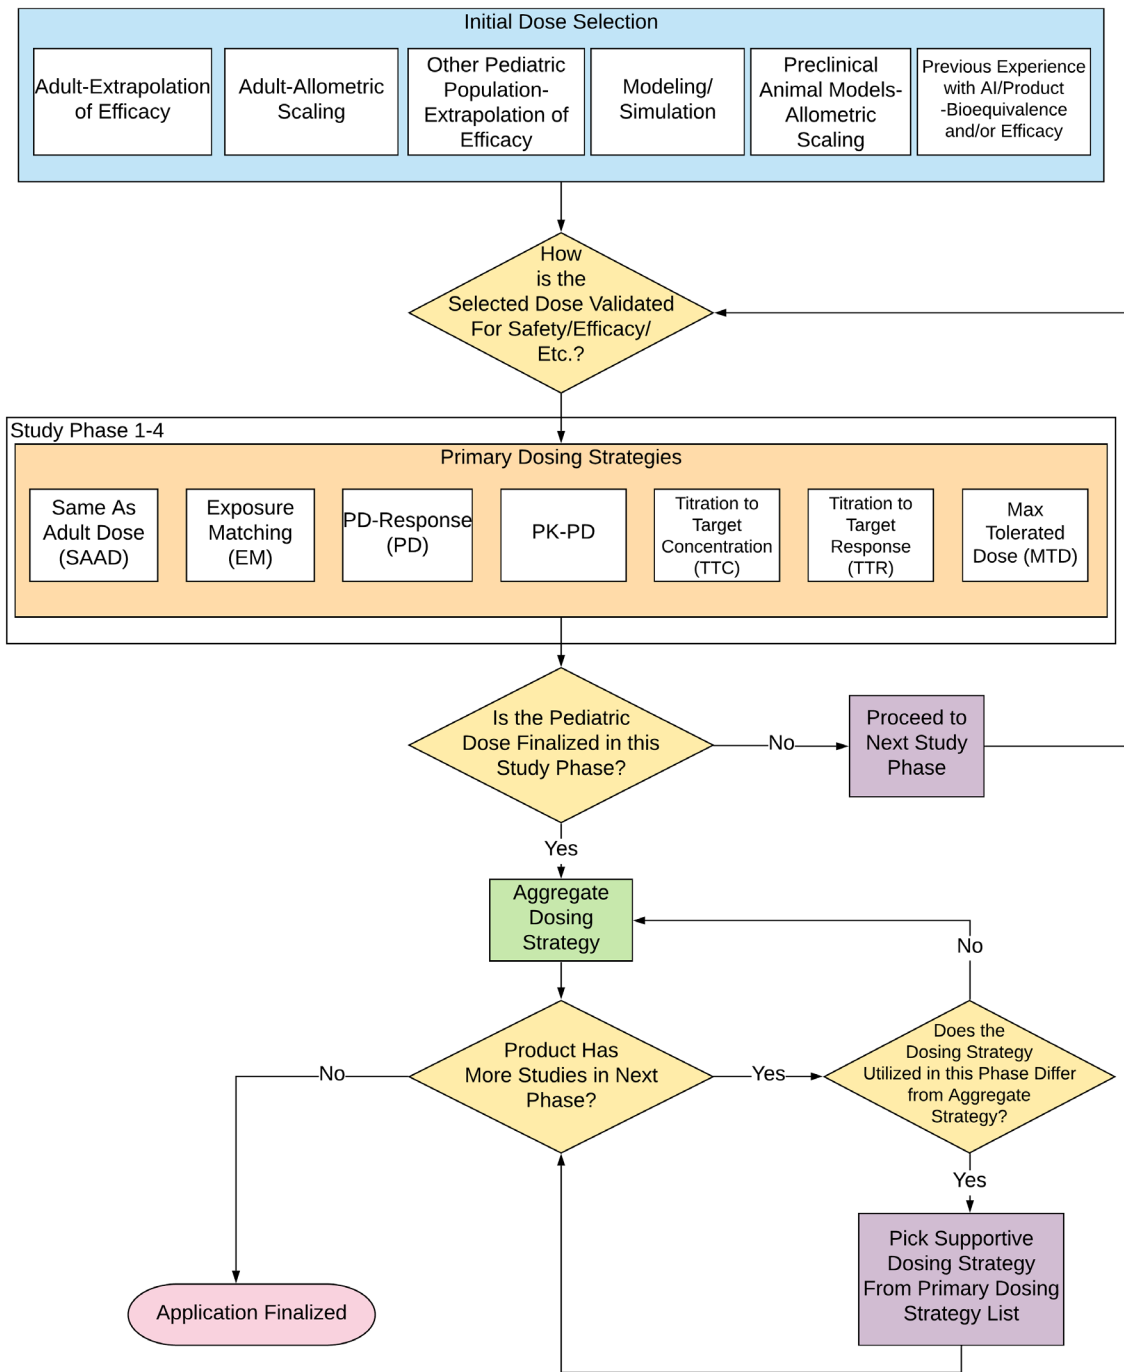 Initial Dose Selection
Adult-Extrapolation
of Efficacy
Adult-Allometric
Scaling
Other Pediatric
Population-
Extrapolation of
Efficacy
Modeling/
Simulation
Preclinical
Animal Models-
Allometric
Scaling
Previous Experience
with AI/Product
-Bioequivalence
and/or Efficacy
How
is the
Selected Dose Validated
For Safety/Efficacy/
Etc.?
Study Phase 1-4
Primary Dosing Strategies
Same As
Adult Dose
(SAAD)
Exposure
Matching
(EM)
PD-Response
(PD)
PK-PD
Titration to
Target
Concentration
(TTC)
Titration to
Target
Response
(TTR)
Max
Tolerated
Dose (MTD)
Is the Pediatric
Dose Finalized in this
Study Phase?
No
Proceed to
Next Study
Phase
Yes
Aggregate
Dosing
Strategy
No
Product Has
More Studies in Next
Phase?
No
Yes
Does the
Dosing Strategy
Utilized in this Phase Differ
from Aggregate
Strategy?
Yes
Pick Supportive
Dosing Strategy
From Primary Dosing
Strategy List
Application Finalized